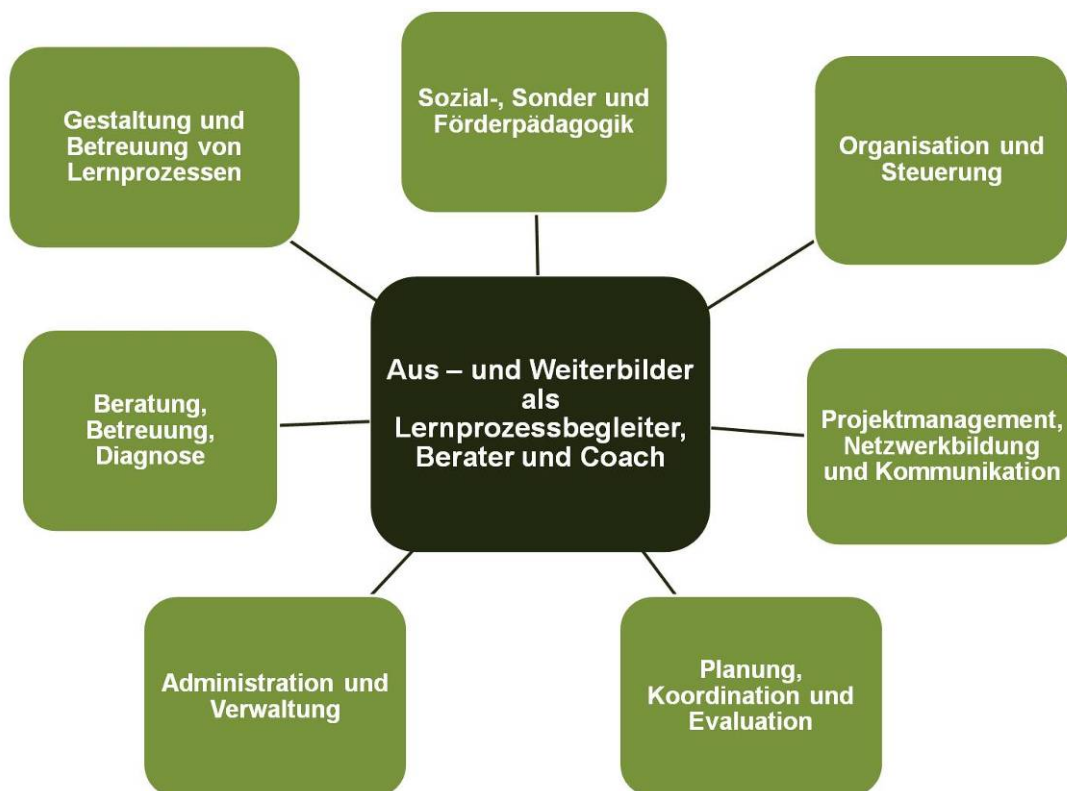 Sozial-, Sonder und
Förderpädagogik
Gestaltung und
Betreuung von
Lernprozessen
Organisation und
Steuerung
Aus – und Weiterbilder
als
Lernprozessbegleiter,
Berater und Coach
Beratung,
Betreuung,
Diagnose
Projektmanagement,
Netzwerkbildung
und Kommunikation
Administration und
Verwaltung
Planung,
Koordination und
Evaluation